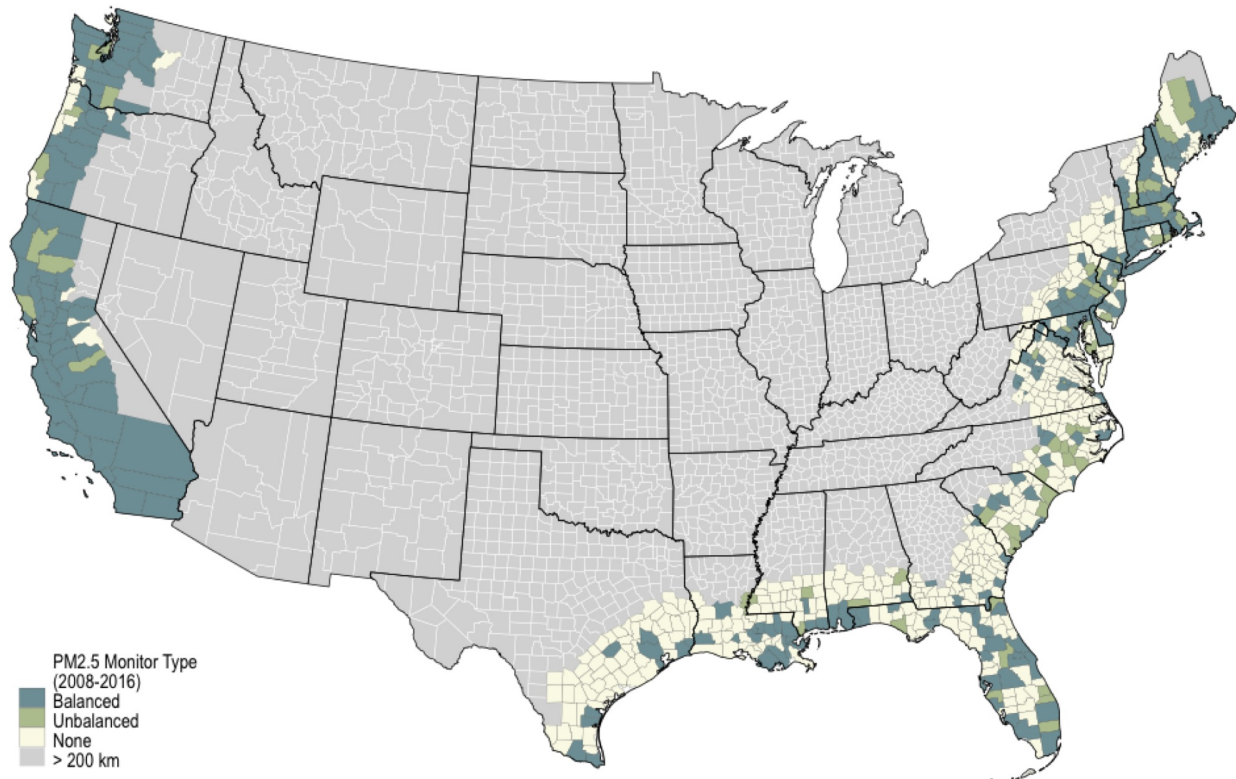 PM2.5 Monitor Type
(2008-2016)
Balanced
Unbalanced
None
> 200 km